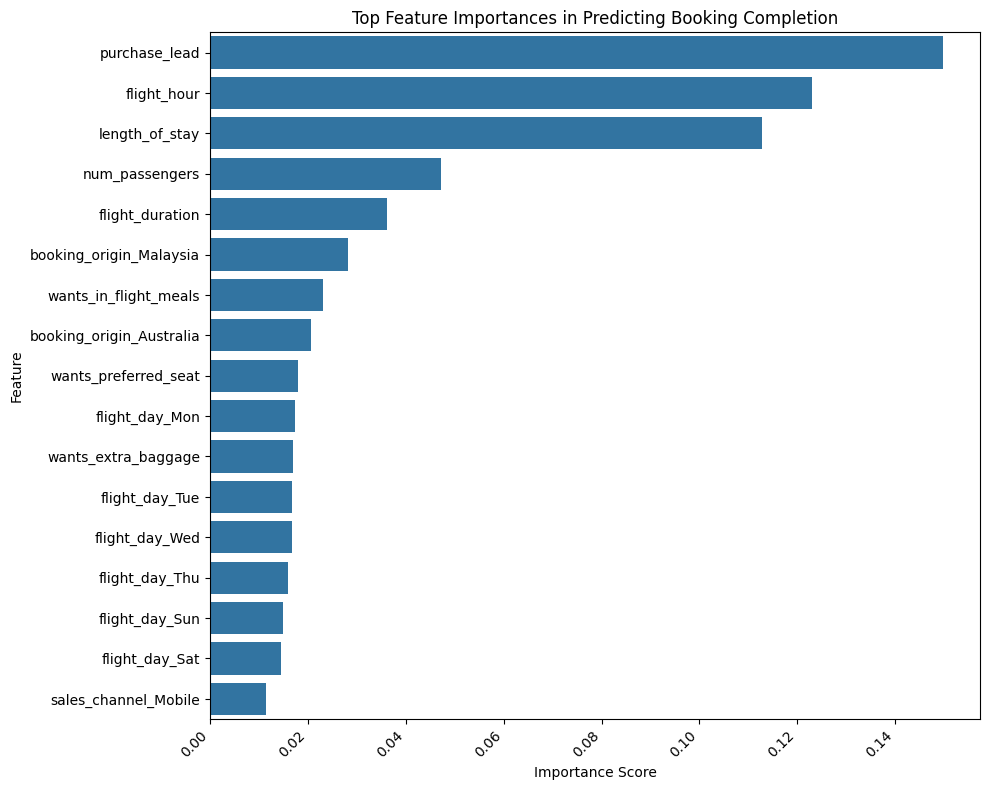 Top Feature Importances in Predicting Booking Completion
Feature
purchase_lead
flight_hour
length_of_stay
num_passengers
flight_duration
booking_origin_Malaysia
wants_in_flight_meals
booking_origin_Australia
wants_preferred_seat
flight_day_Mon
wants_extra_baggage
flight_day_Tue
flight_day_Wed
flight_day_Thu
flight_day_Sun
flight_day_Sat
sales_channel_Mobile
0.00
0.02
0.04
0.06
0.08
0.10
0.12
0.14
Importance Score